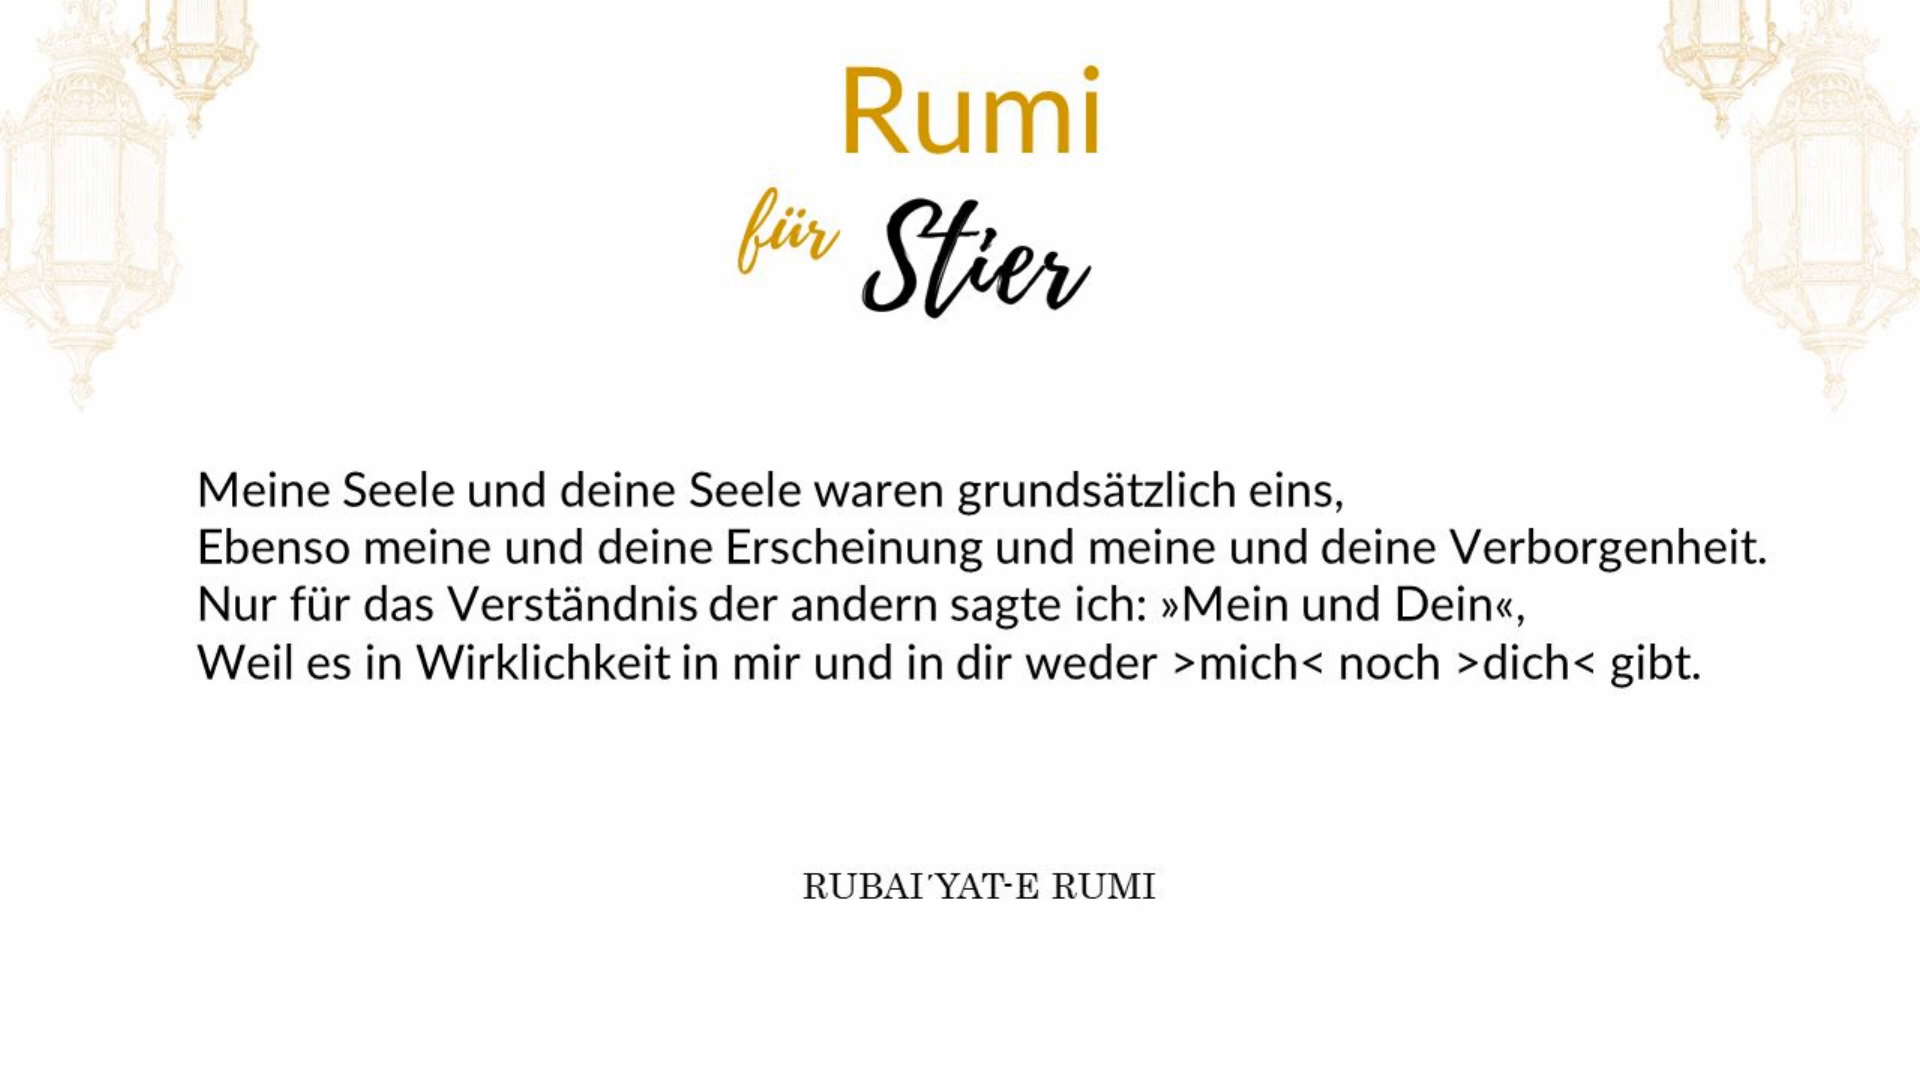 Rumi
für Stier
Meine Seele und deine Seele waren grundsätzlich eins,
Ebenso meine und deine Erscheinung und meine und deine Verborgenheit.
Nur für das Verständnis der andern sagte ich: »Mein und Dein«,
Weil es in Wirklichkeit in mir und in dir weder >mich< noch >dich< gibt.
RUBAI´YAT-E RUMI